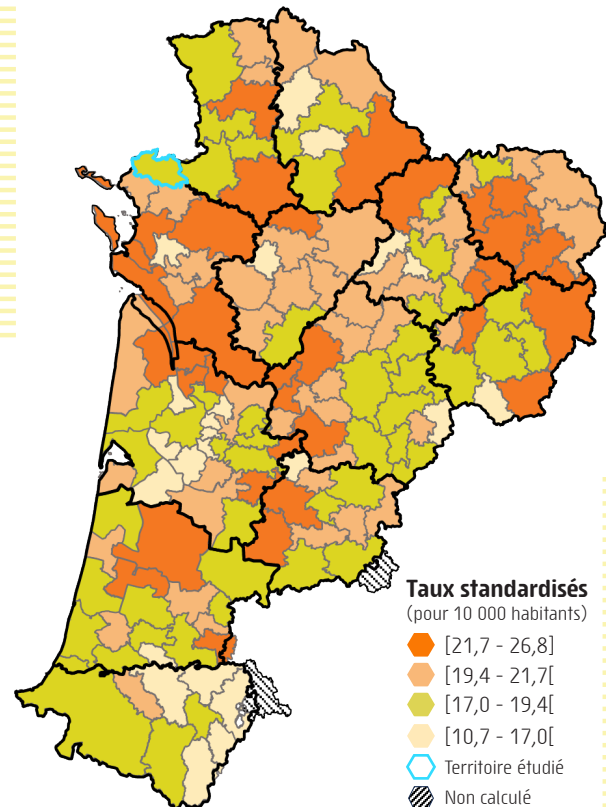 Taux standardisés
(pour 10 000 habitants)
[21,7 - 26,8]
[19,4 - 21,7[
[17,0 - 19,4[
[10,7 - 17,0[
Territoire étudié
Non calculé